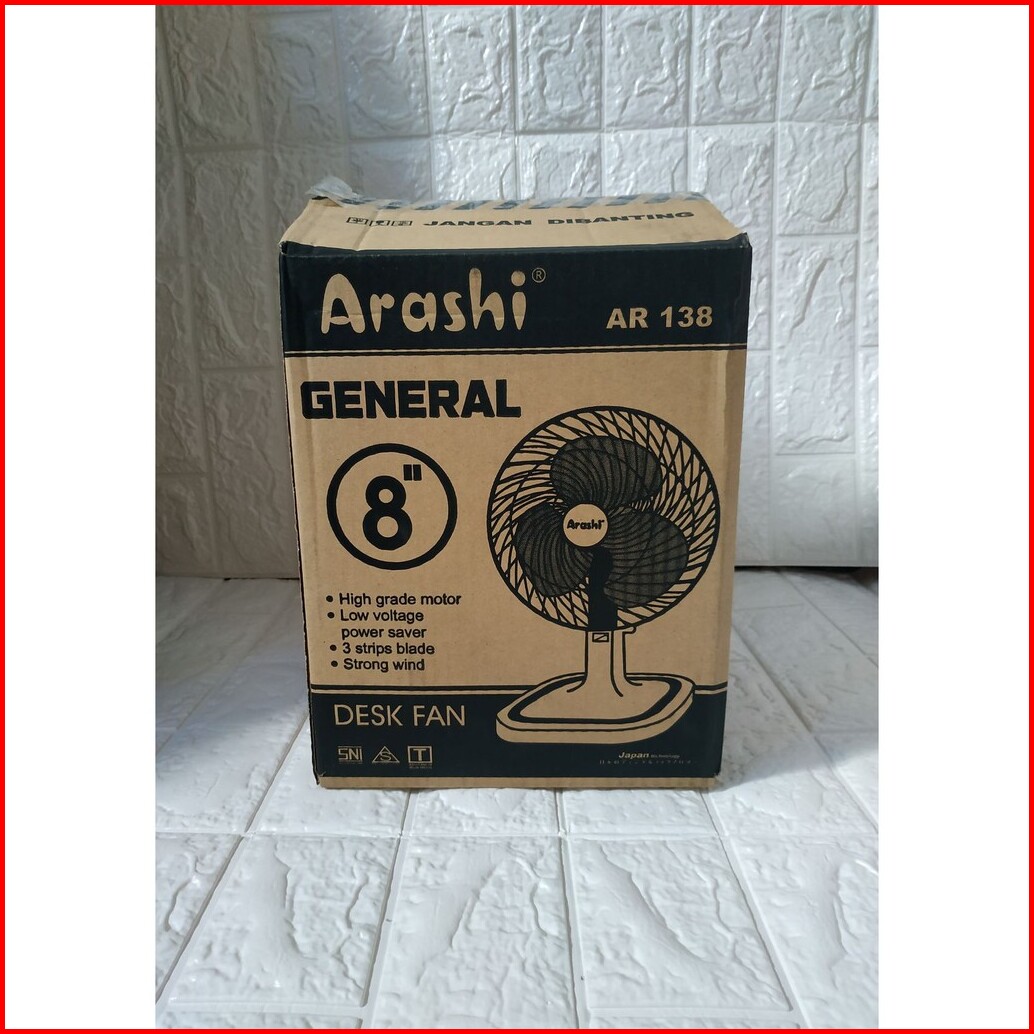 JANGAN DIBANTING
Arashi®
AR 138
GENERAL
8"
Arashi
• High grade motor
• Low voltage
power saver
• 3 strips blade
• Strong wind
DESK FAN
SNI
S
T
Japan